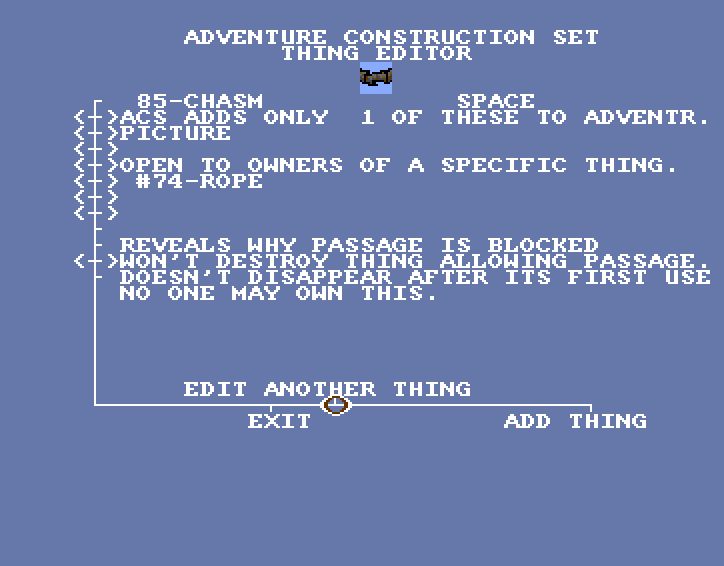 ADVENTURE CONSTRUCTION SET
THING EDITOR
85-CHASM SPACE
<+>ACS ADDS ONLY 1 OF THESE TO ADVENTR.
<+>PICTURE
<+>
<+>OPEN TO OWNERS OF A SPECIFIC THING.
<+> #74-ROPE
<+>
<+>
REVEALS WHY PASSAGE IS BLOCKED
<+>WON'T DESTROY THING ALLOWING PASSAGE.
DOESN'T DISAPPEAR AFTER ITS FIRST USE
NO ONE MAY OWN THIS.
EDIT ANOTHER THING
EXIT ADD THING